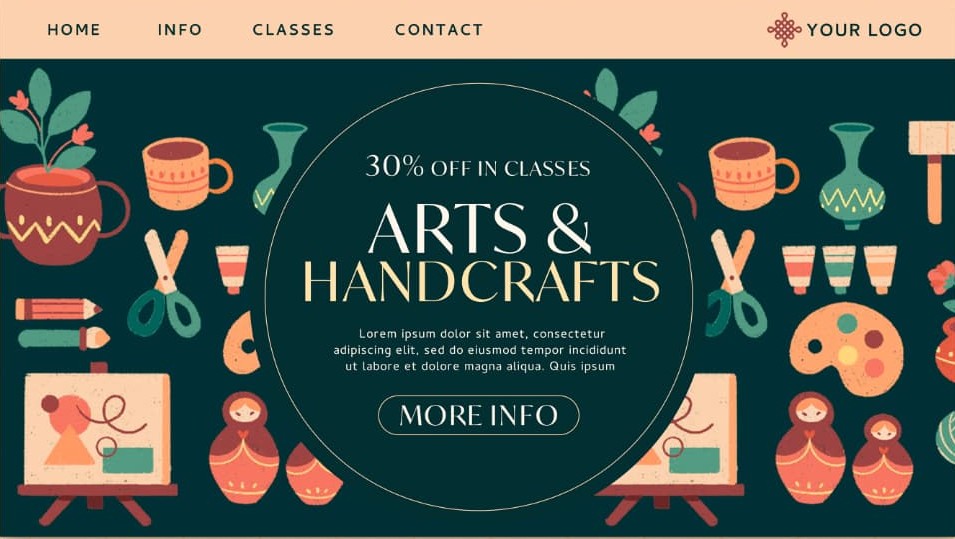 HOME INFO CLASSES CONTACT YOUR LOGO
30% OFF IN CLASSES
ARTS &
HANDCRAFTS
Lorem ipsum dolor sit amet, consectetur
adipiscing elit, sed do eiusmod tempor incididunt
ut labore et dolore magna aliqua. Quis ipsum
MORE INFO